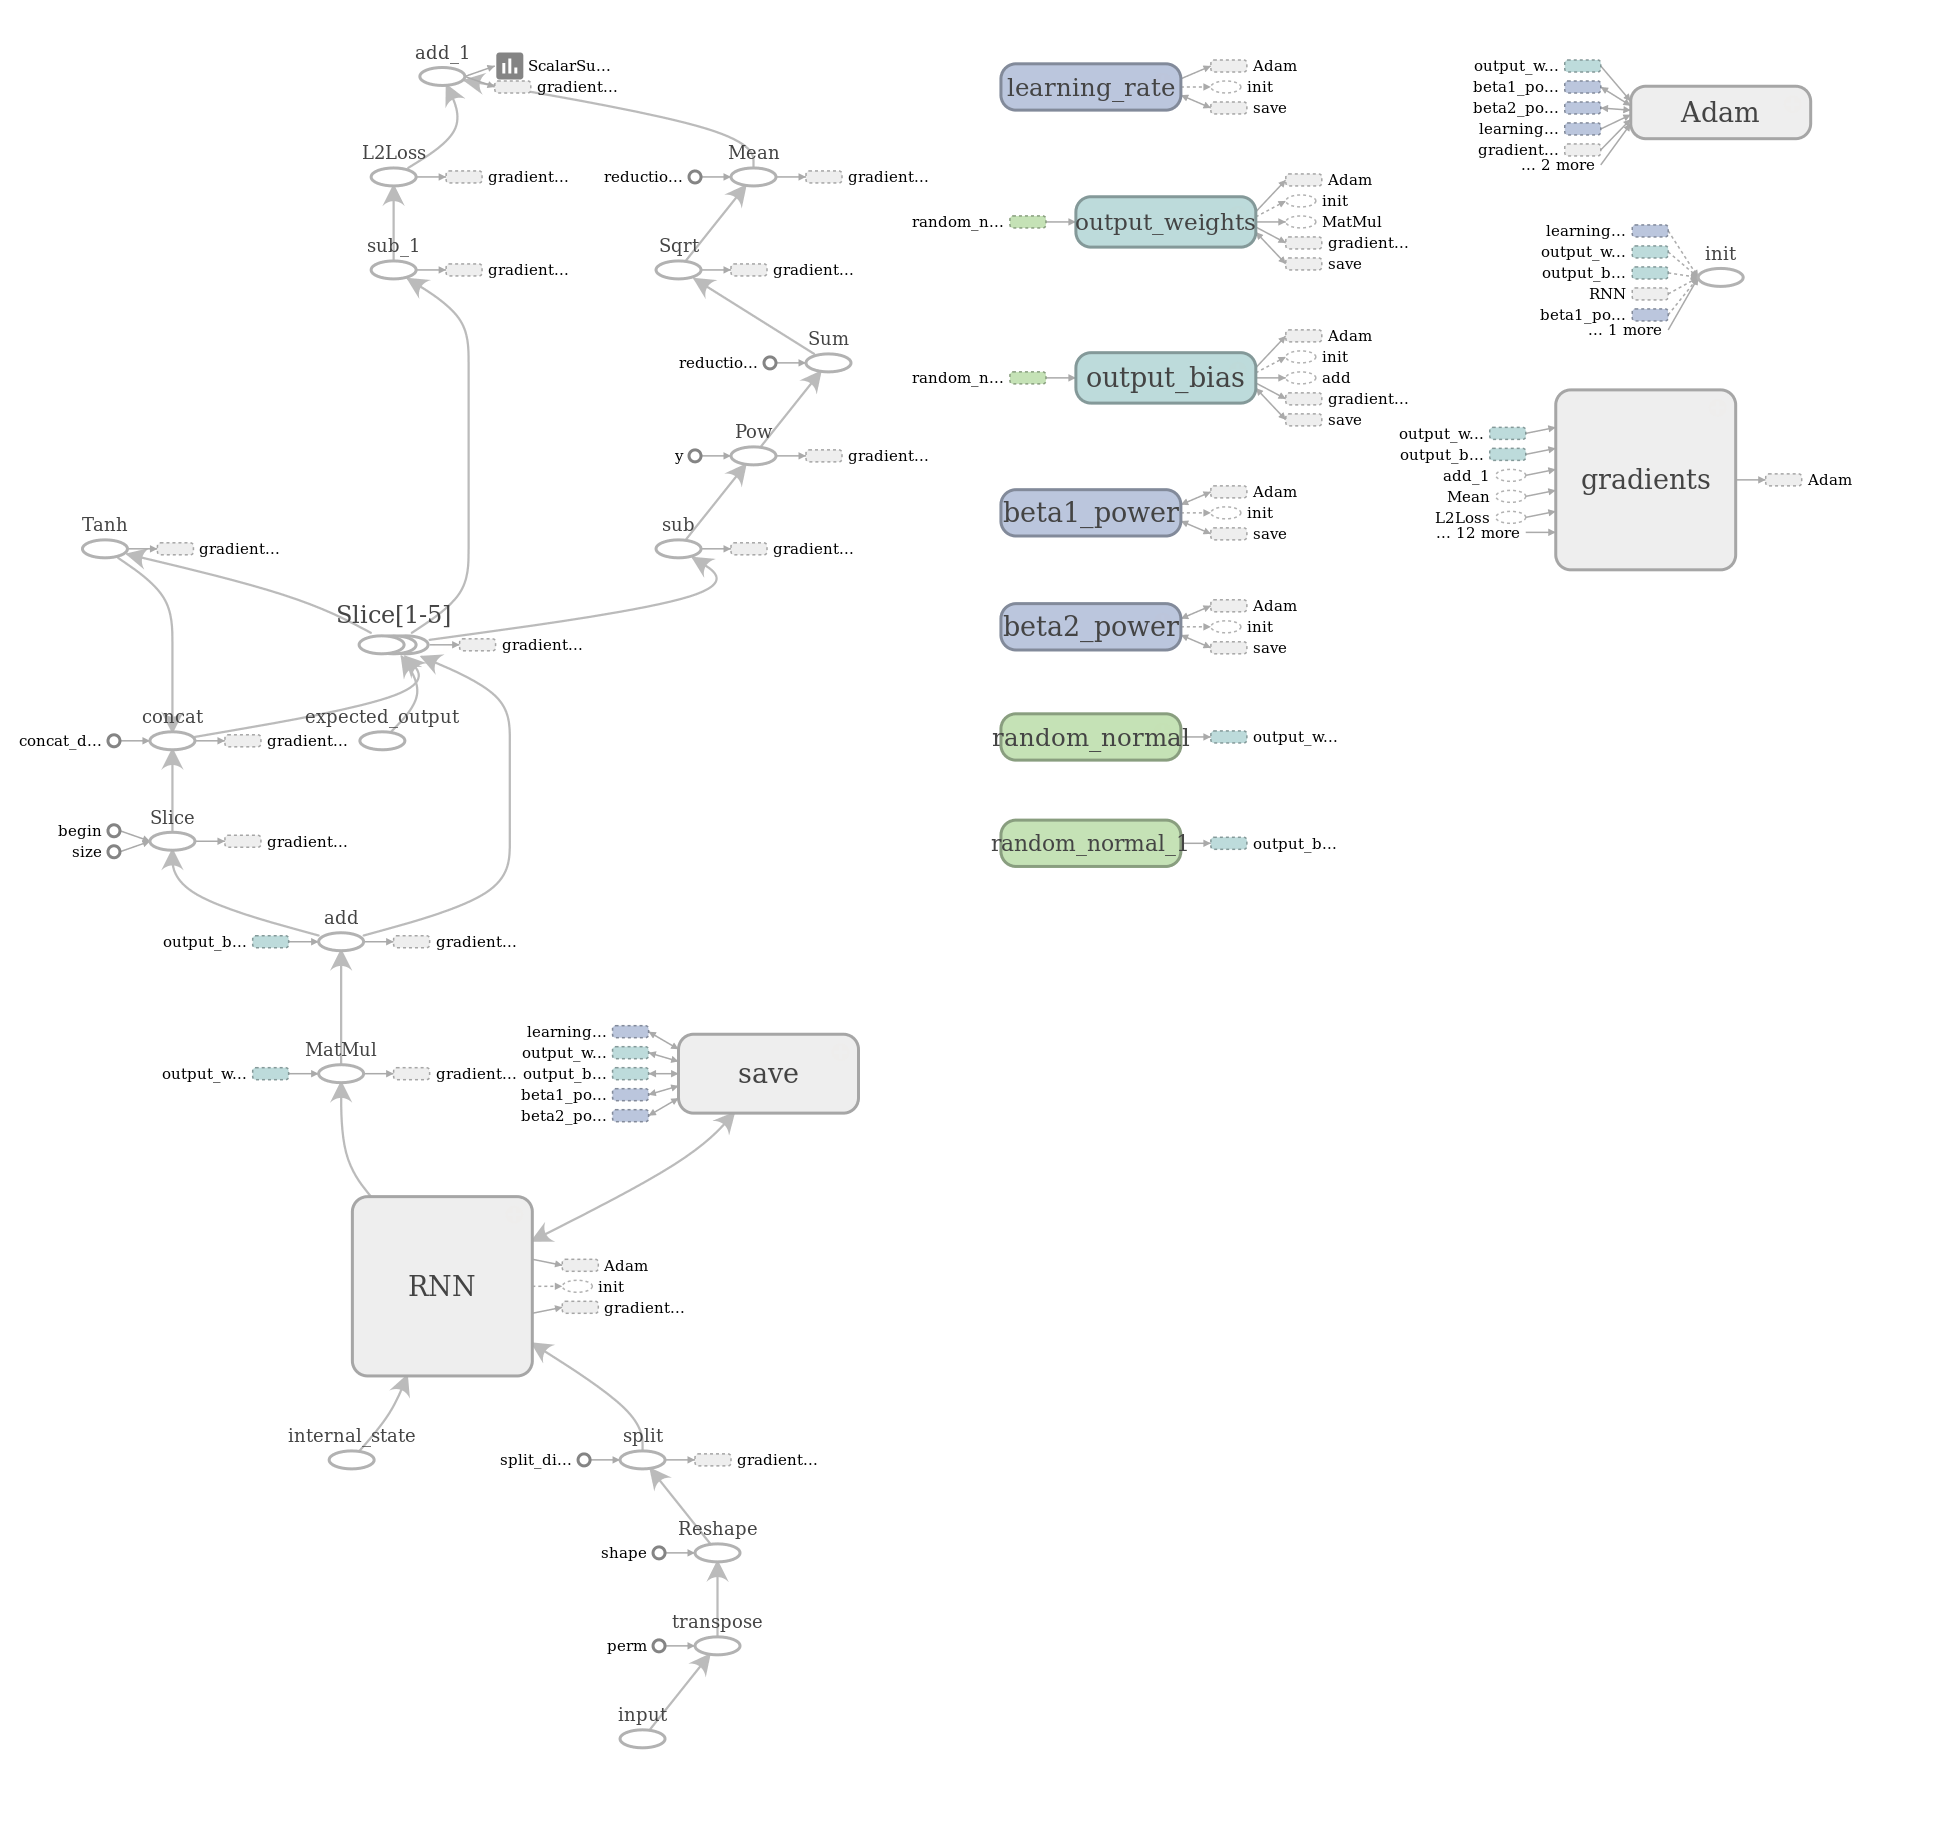 add_1
ScalarSu...
gradient...
L2Loss
gradient...
reductio...
Mean
gradient...
sub_1
gradient...
Sqrt
gradient...
Sum
reductio...
Pow
y
gradient...
Tanh
gradient...
sub
gradient...
Slice[1-5]
gradient...
concat
concat_d...
gradient...
expected_output
Slice
begin
size
gradient...
add
output_b...
gradient...
MatMul
output_w...
gradient...
learning...
output_w...
output_b...
beta1_po...
beta2_po...
save
RNN
Adam
init
gradient...
internal_state
split
split_di...
gradient...
Reshape
shape
transpose
perm
input
learning_rate
Adam
init
save
random_n...
output_weights
Adam
init
MatMul
gradient...
save
random_n...
output_bias
Adam
init
add
gradient...
save
beta1_power
Adam
init
save
beta2_power
Adam
init
save
random_normal
output_w...
random_normal_1
output_b...
output_w...
beta1_po...
beta2_po...
learning...
gradient...
... 2 more
Adam
learning...
output_w...
output_b...
RNN
beta1_po...
... 1 more
init
output_w...
output_b...
add_1
Mean
L2Loss
... 12 more
gradients
Adam